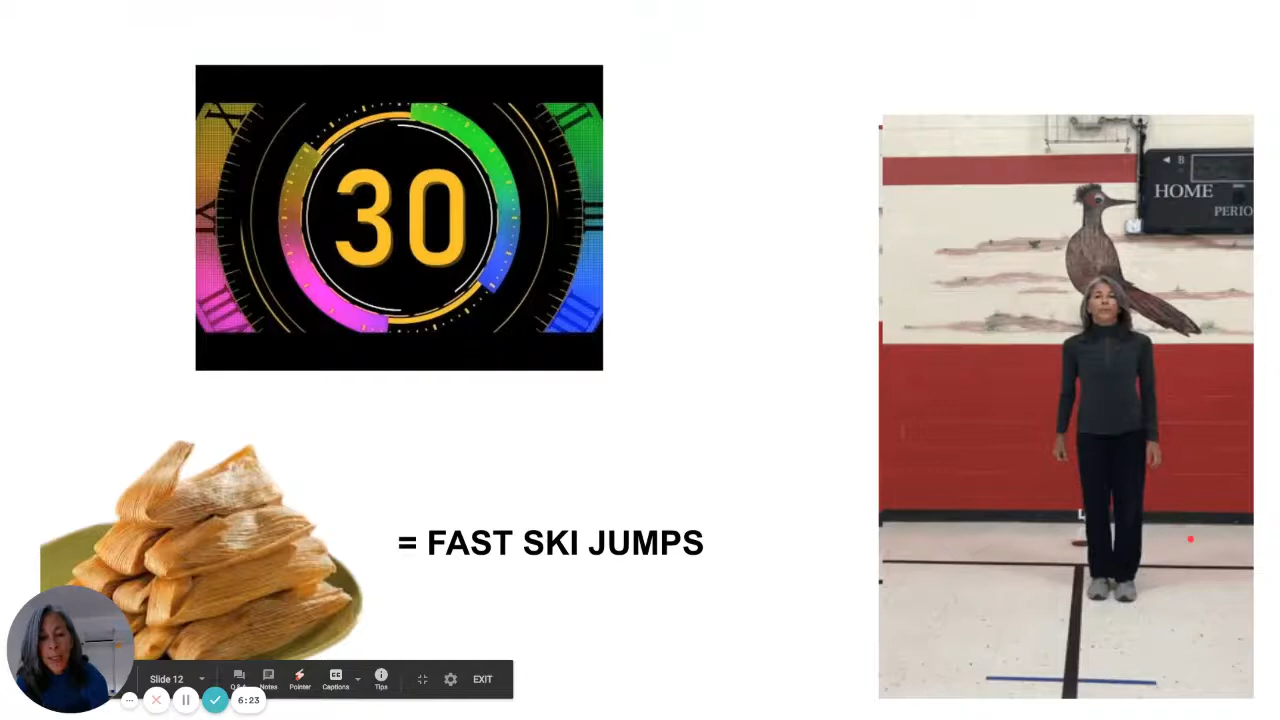 30
B
HOME
PERIO
= FAST SKI JUMPS
Slide 12
Q&A
Notes
Pointer
Captions
Tips
EXIT
6:23